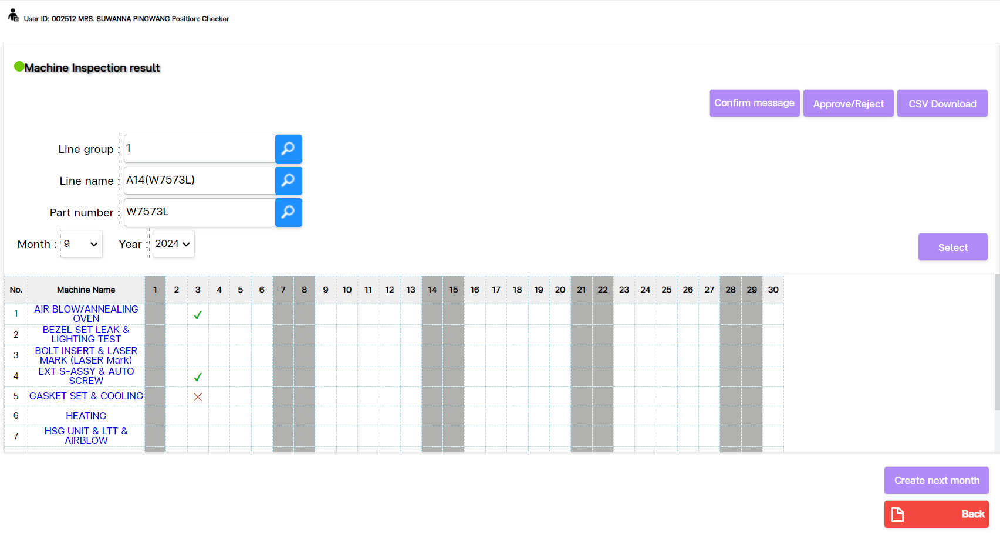 User ID: 002512 MRS. SUWANNA PINGWANG Position: Checker
Machine Inspection result
Confirm message Approve/Reject CSV Download
Line group : 1
Line name : A14(W7573L)
Part number : W7573L
Month : 9 Year : 2024
Select
No. Machine Name 1 2 3 4 5 6 7 8 9 10 11 12 13 14 15 16 17 18 19 20 21 22 23 24 25 26 27 28 29 30
1 AIR BLOW/ANNEALING
OVEN ✓
2 BEZEL SET LEAK &
LIGHTING TEST
3 BOLT INSERT & LASER
MARK (LASER Mark)
4 EXT S-ASSY & AUTO
SCREW ✓
5 GASKET SET & COOLING ×
6 HEATING
7 HSG UNIT & LTT &
AIRBLOW
Create next month
Back